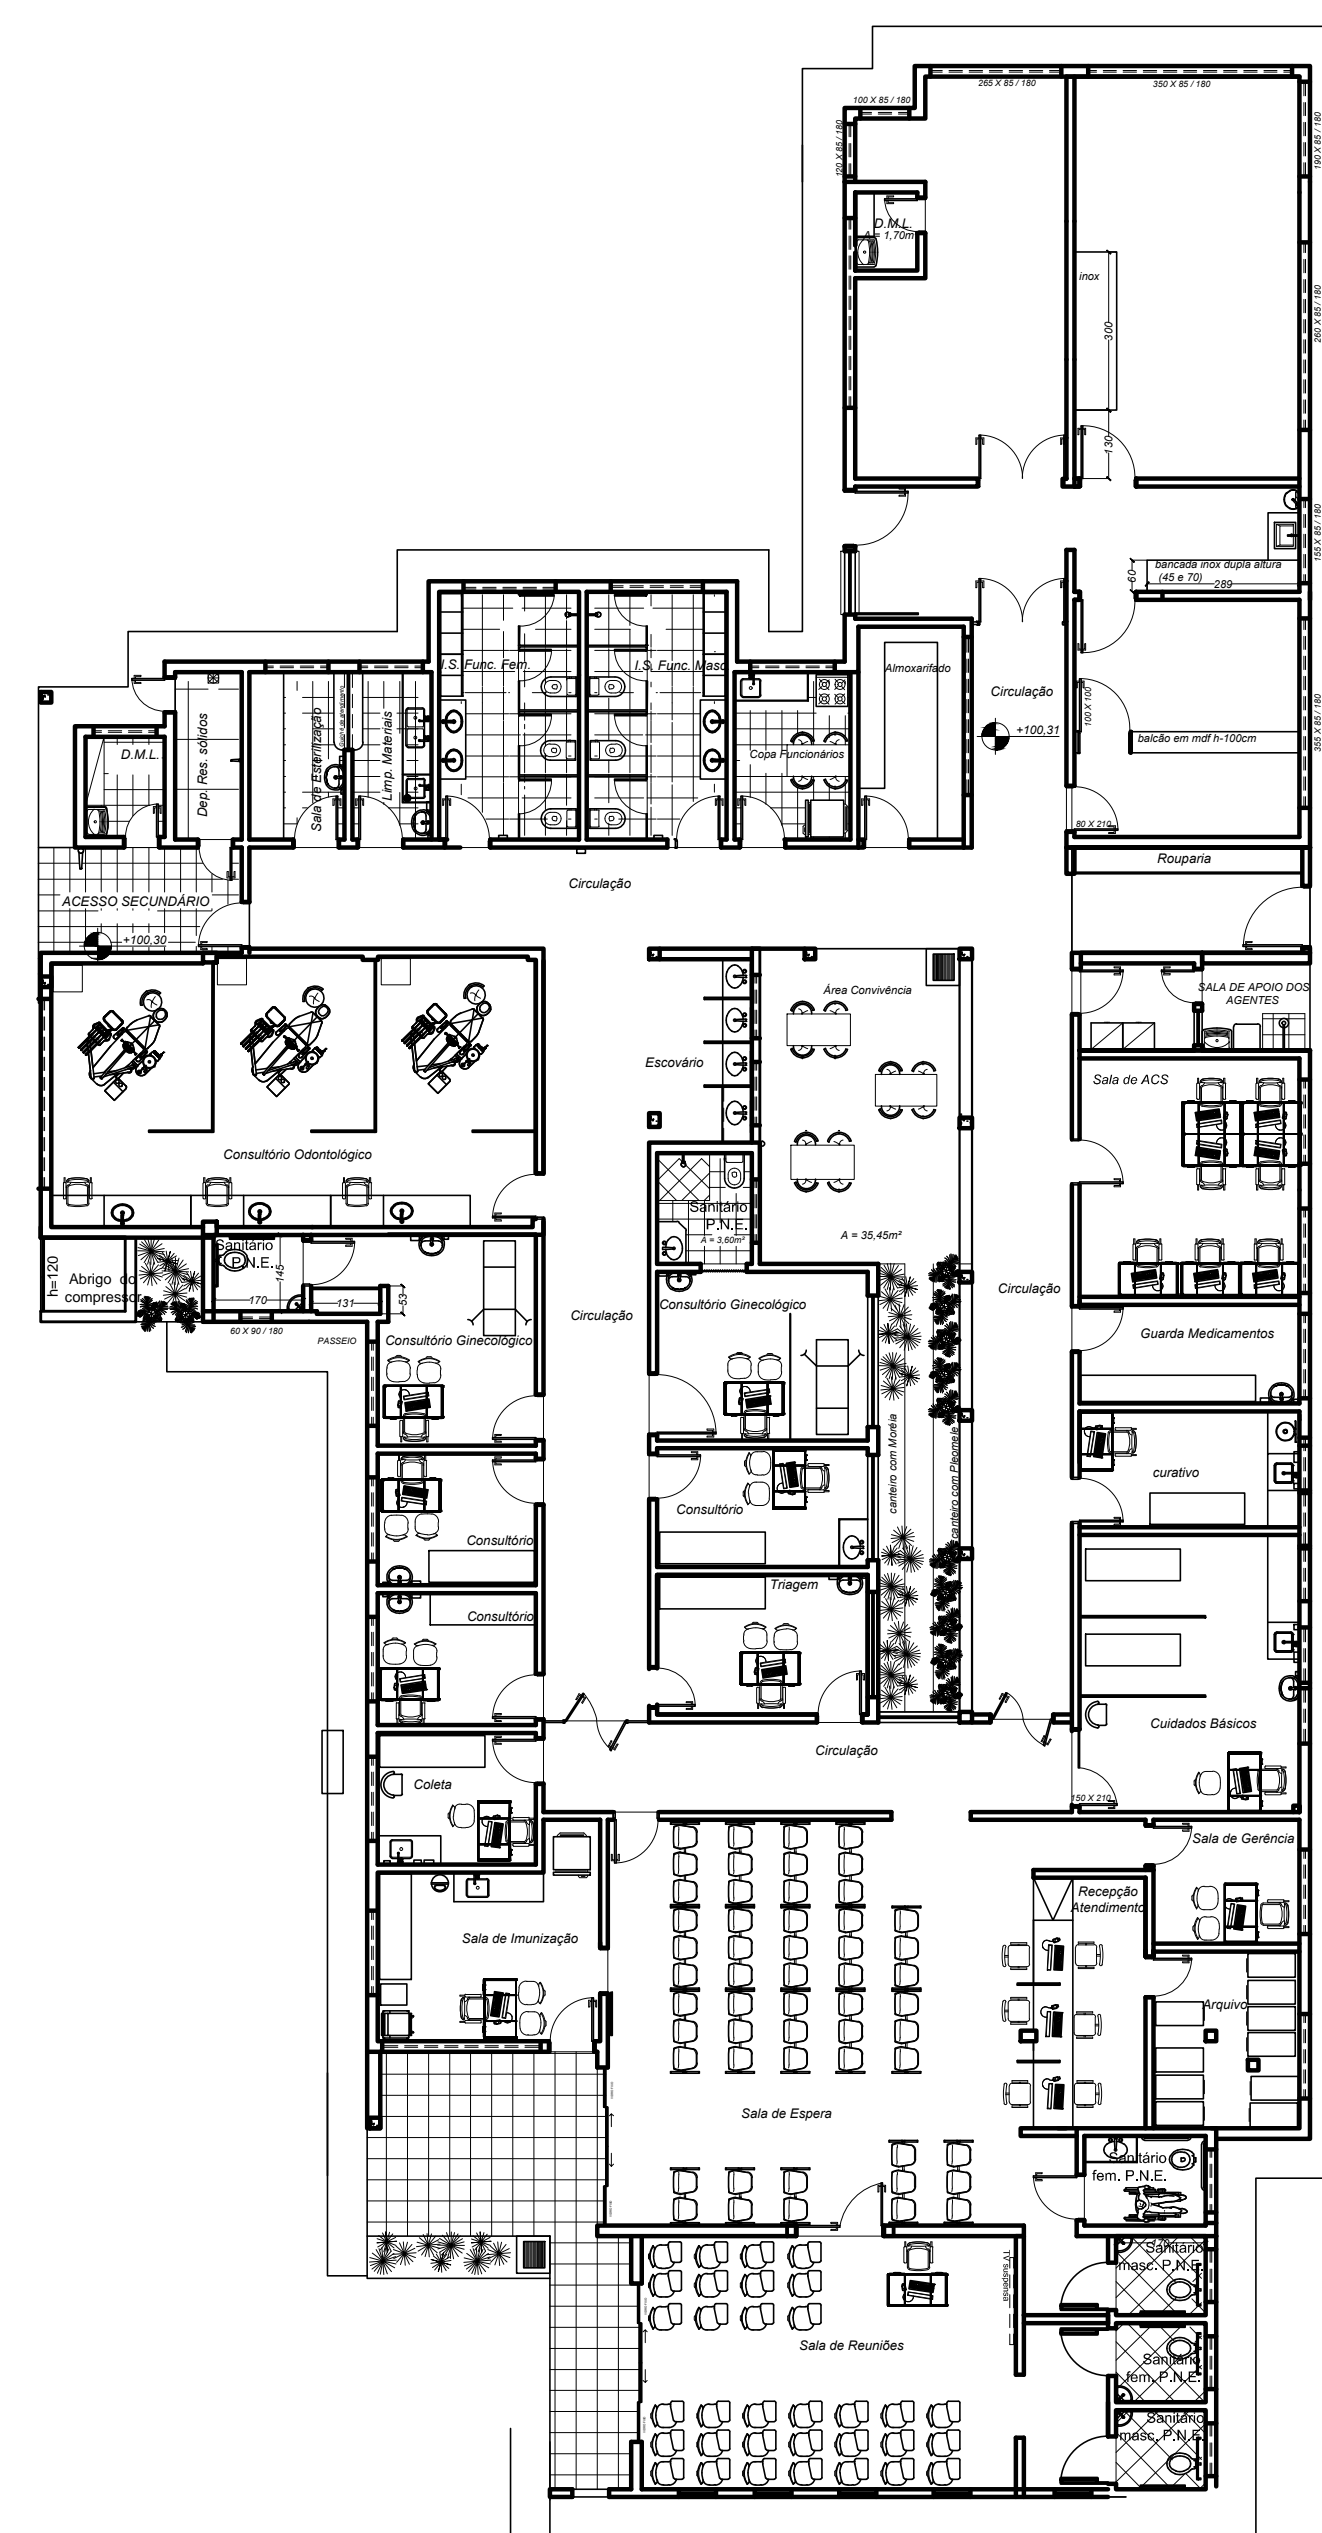 265 X 85 / 180
350 X 85 / 180
100 X 85 / 180
120 X 85 / 180
190 X 85 / 180
D.M.L.
A = 1,70m
inox
300
260 X 85 / 180
130
155 X 85 / 180
bancada inox dupla altura
(45 e 70)
60
289
I.S. Func. Fem.
I.S. Func. Masc
Almoxarifado
Circulação
+100,31
100 X 100
355 X 85 / 180
balcão em mdf h-100cm
Copa Funcionários
D.M.L.
Dep. Res. sólidos
Sala de Esterilização
Limp. Materiais
80 X 210
Rouparia
Circulação
ACESSO SECUNDÁRIO
+100,30
Área Convivência
SALA DE APOIO DOS
AGENTES
Escovário
Sala de ACS
Consultório Odontológico
Sanitário
P.N.E.
A = 3,60m²
A = 35,45m²
Sanitário
P.N.E.
h=120
Abrigo do
compressor
145
170
131
53
60 X 90 / 180
PASSEIO
Circulação
Circulação
Consultório Ginecológico
Consultório Ginecológico
Guarda Medicamentos
canteiro com Moréia
canteiro com Pleomele
curativo
Consultório
Consultório
Triagem
Consultório
Cuidados Básicos
Circulação
Coleta
150 X 210
Sala de Gerência
Recepção
Atendimento
Sala de Imunização
Arquivo
Sala de Espera
Sanitário
fem. P.N.E.
Sanitário
masc. P.N.E.
TV suspensa
Sala de Reuniões
Sanitário
fem. P.N.E.
Sanitário
masc. P.N.E.